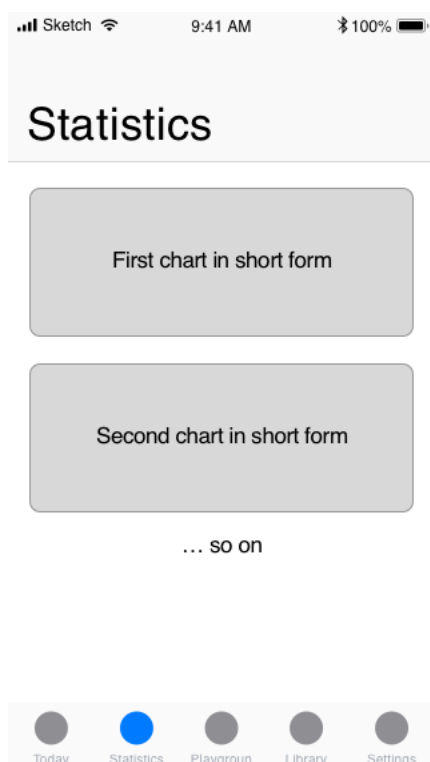 Sketch 9:41 AM 100%
Statistics
First chart in short form
Second chart in short form
… so on
Today Statistics Playgroun Library Settings